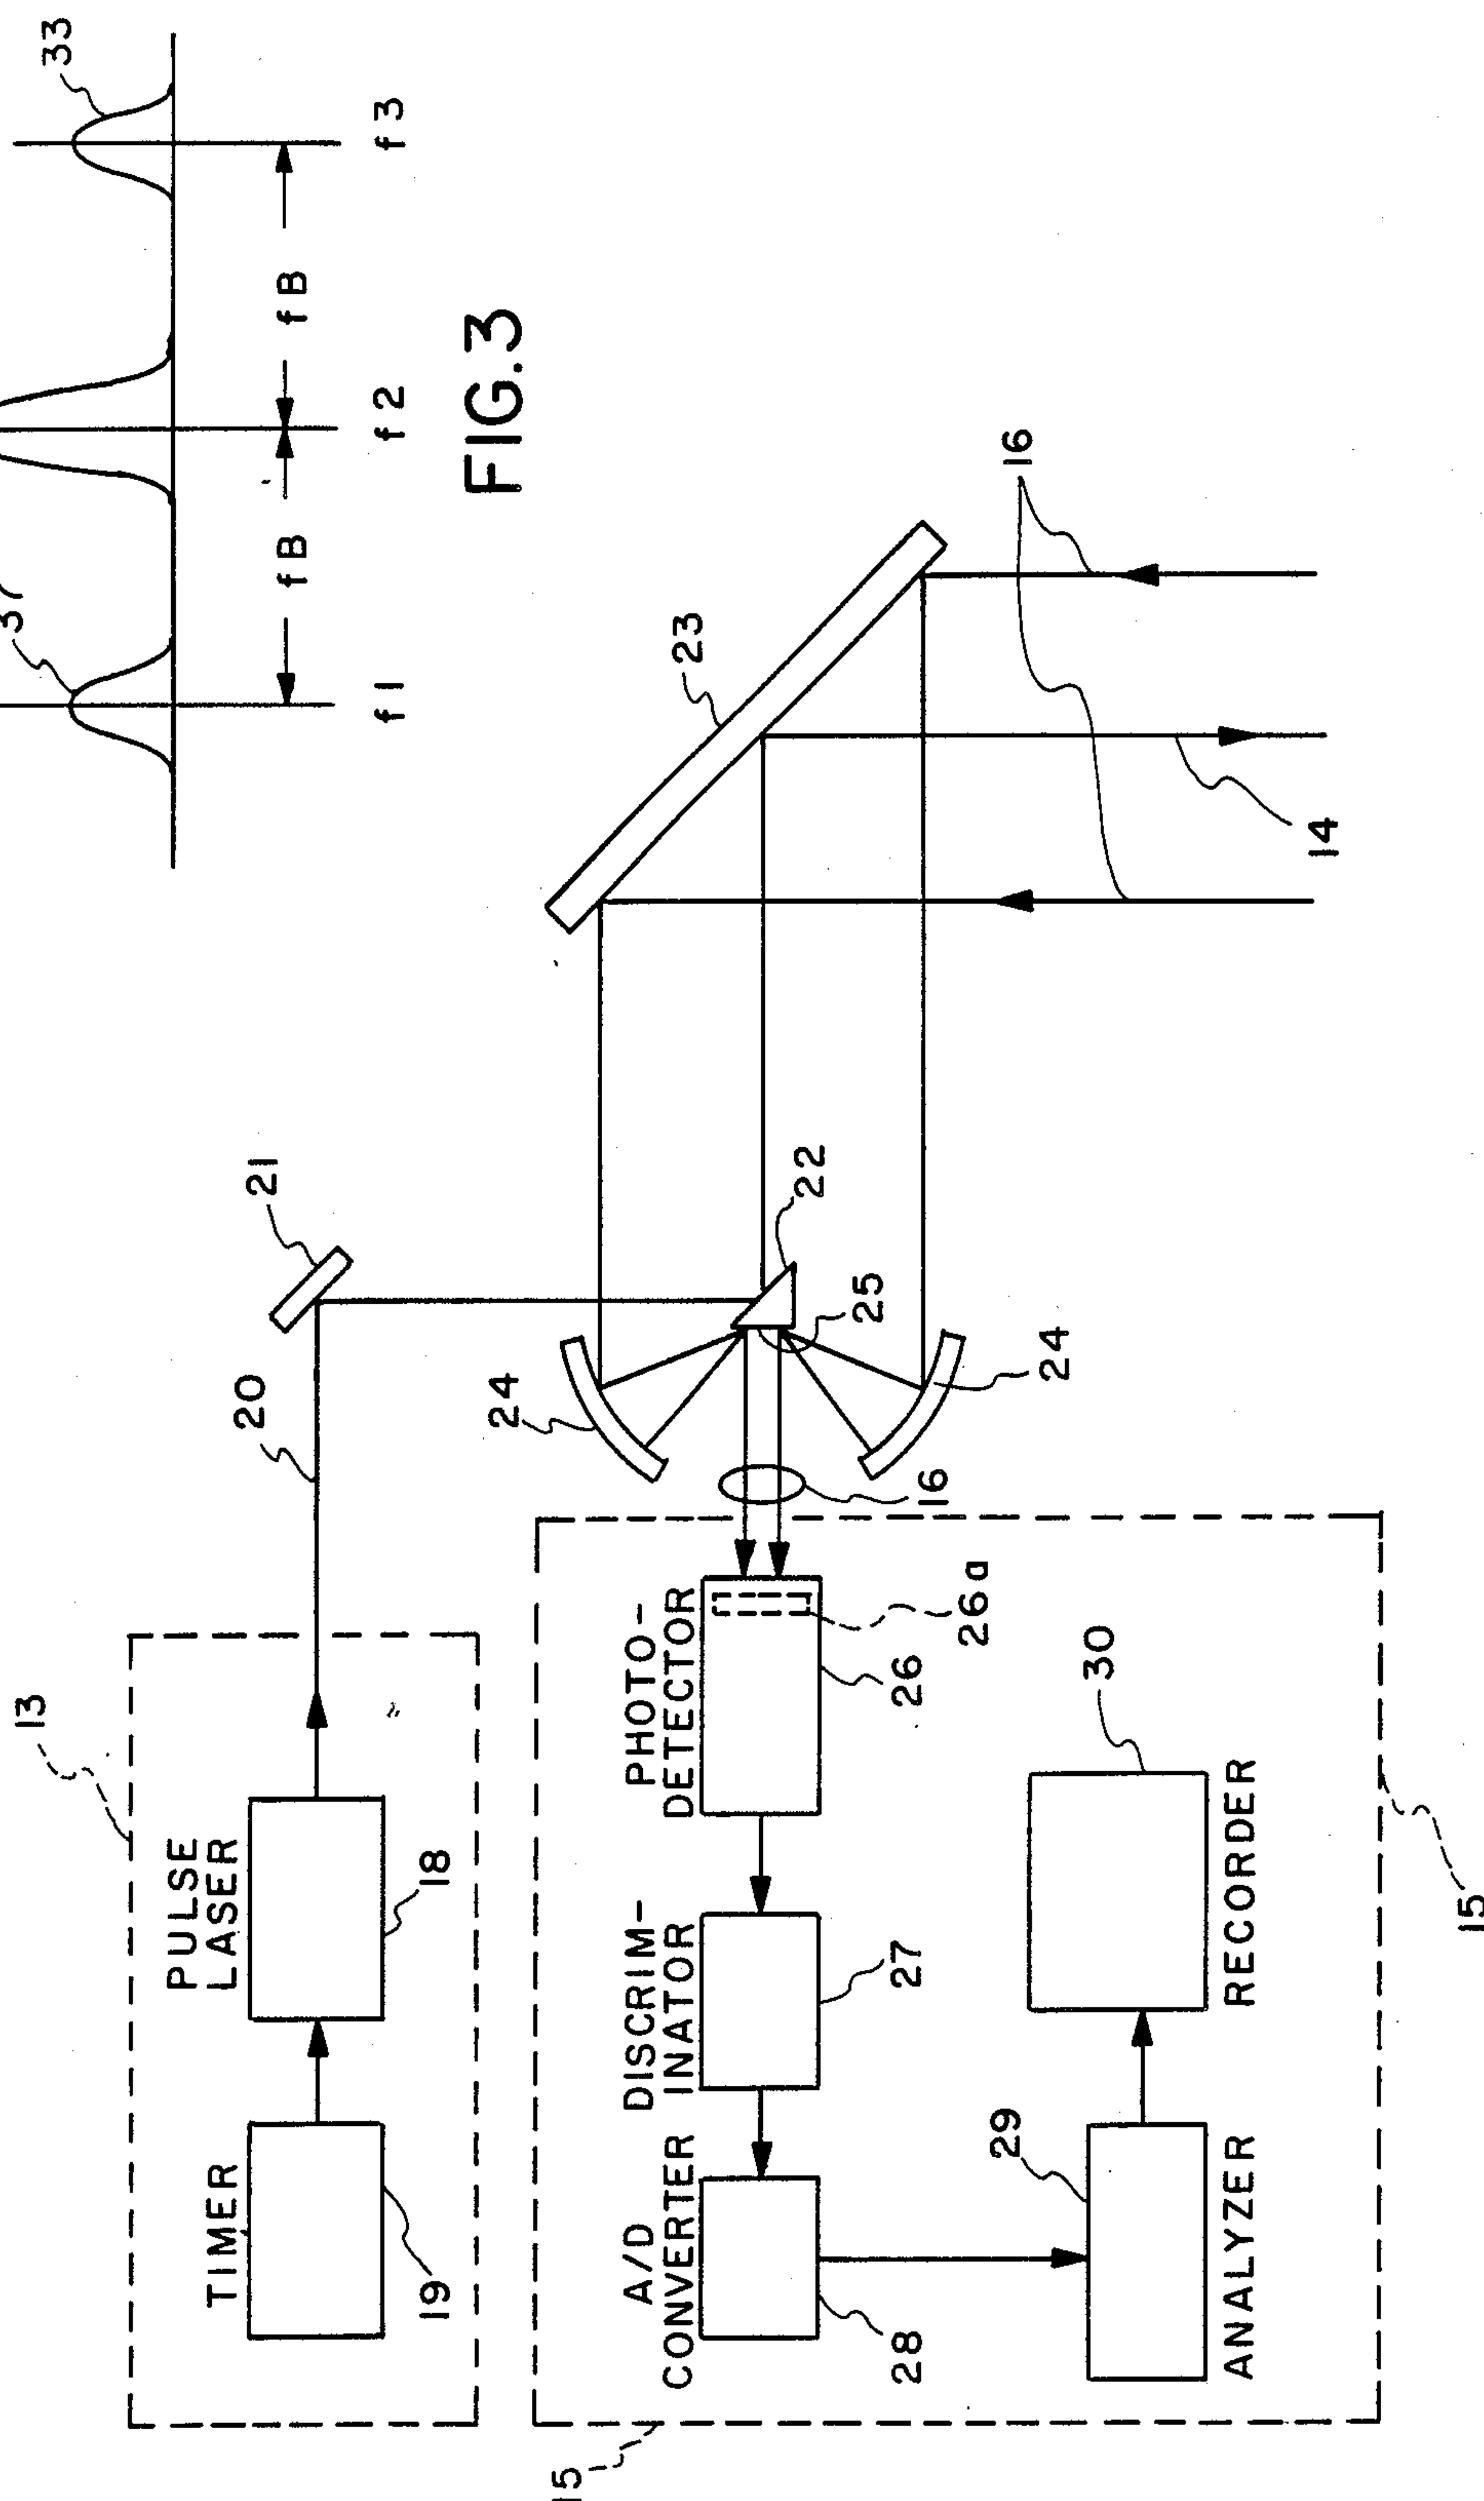 13
TIMER
19
PULSE
LASER
18
20
21
A/D
CONVERTER
28
DISCRIM-
INATOR
27
PHOTO-
DETECTOR
26
26a
16
24
24
25
22
23
16
14
29
ANALYZER
30
RECORDER
15
15
33
fB
fB
f1
f2
f3
FIG.3